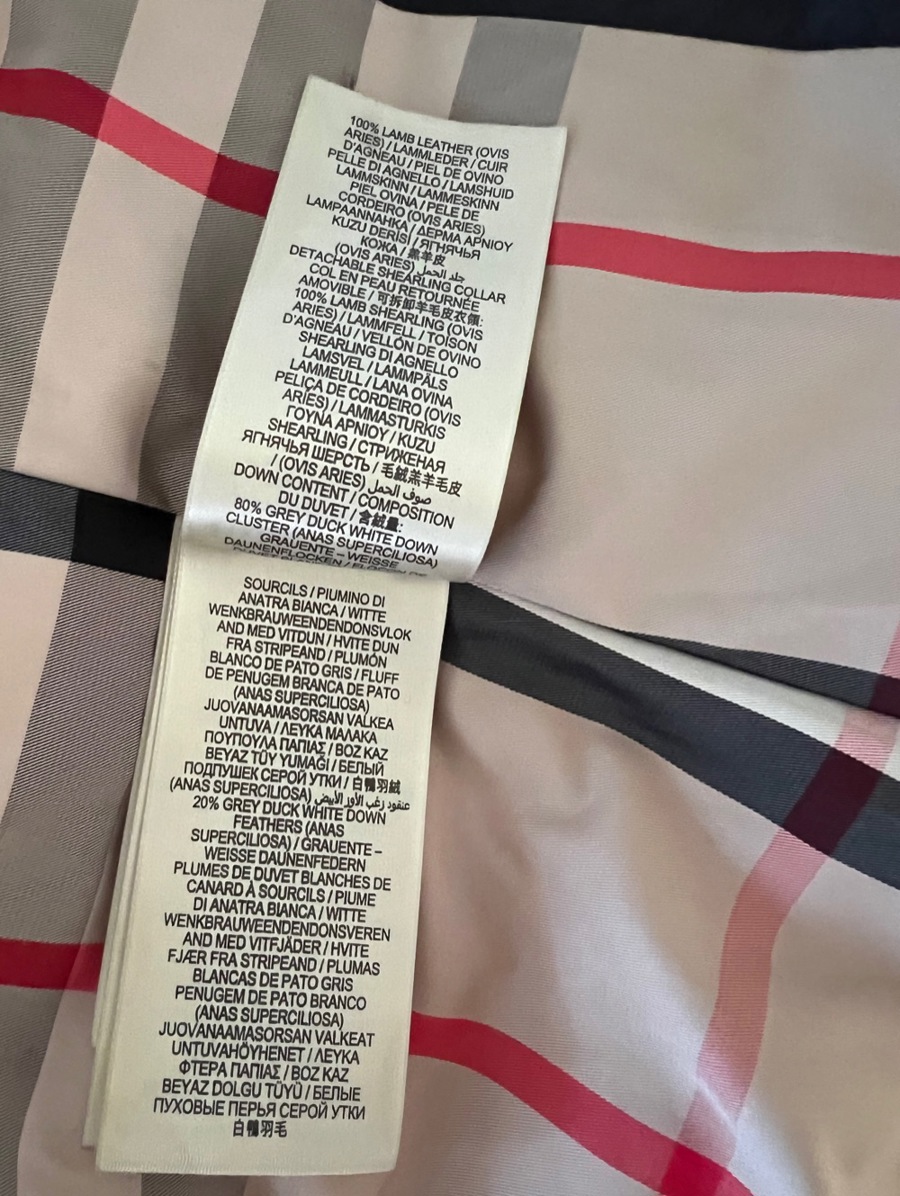 100% LAMB LEATHER (OVIS
ARIES) / LAMMLEDER / CUIR
D'AGNEAU / PIEL DE OVINO
PELLE DI AGNELLO / LAMSHUID
LAMMSKINN / LAMMESKINN
PIEL OVINA / PELE DE
CORDEIRO (OVIS ARIES)
LAMPAANNAHKA / ΔΕΡΜΑ ΑΡΝΙΟΥ
KUZU DERİSİ / ЯГНЯЧЬЯ
КОЖА / 羔羊皮
(OVIS ARIES) جلد الحمل
DETACHABLE SHEARLING COLLAR
COL EN PEAU RETOURNÉE
AMOVIBLE / 可拆卸羊毛皮衣領:
100% LAMB SHEARLING (OVIS
ARIES) / LAMMFELL / TOISON
D'AGNEAU / VELLÓN DE OVINO
SHEARLING DI AGNELLO
LAMSVEL / LAMMPÄLS
LAMMEULL / LANA OVINA
PELIÇA DE CORDEIRO (OVIS
ARIES) / LAMMASTURKIS
ΓΟΥΝΑ ΑΡΝΙΟΥ / KUZU
SHEARLING / СТРИЖЕНАЯ
ЯГНЯЧЬЯ ШЕРСТЬ / 毛絨羔羊毛皮
/ (OVIS ARIES) صوف الحمل
DOWN CONTENT / COMPOSITION
DU DUVET / 含絨量:
80% GREY DUCK WHITE DOWN
CLUSTER (ANAS SUPERCILIOSA)
GRAUENTE – WEISSE
DAUNENFLOCKEN / FLOCON DE
SOURCILS / PIUMINO DI
ANATRA BIANCA / WITTE
WENKBRAUWEENDENDONSVLOK
AND MED VITDUN / HVITE DUN
FRA STRIPEAND / PLUMÓN
BLANCO DE PATO GRIS / FLUFF
DE PENUGEM BRANCA DE PATO
(ANAS SUPERCILIOSA)
JUOVANAAMASORSAN VALKEA
UNTUVA / ΛΕΥΚΑ ΜΑΛΑΚΑ
ΠΟΥΠΟΥΛΑ ΠΑΠΙΑΣ / BOZ KAZ
BEYAZ TÜY YUMAĞI / БЕЛЫЙ
ПОДПУШЕК СЕРОЙ УТКИ / 白鴨羽絨
(ANAS SUPERCILIOSA) عنقود زغب الأوز الأبيض
20% GREY DUCK WHITE DOWN
FEATHERS (ANAS
SUPERCILIOSA) / GRAUENTE –
WEISSE DAUNENFEDERN
PLUMES DE DUVET BLANCHES DE
CANARD À SOURCILS / PIUME
DI ANATRA BIANCA / WITTE
WENKBRAUWEENDENDONSVEREN
AND MED VITFJÄDER / HVITE
FJÆR FRA STRIPEAND / PLUMAS
BLANCAS DE PATO GRIS
PENUGEM DE PATO BRANCO
(ANAS SUPERCILIOSA)
JUOVANAAMASORSAN VALKEAT
UNTUVAHÖYHENET / ΛΕΥΚΑ
ΦΤΕΡΑ ΠΑΠΙΑΣ / BOZ KAZ
BEYAZ DOLGU TÜYÜ / БЕЛЫЕ
ПУХОВЫЕ ПЕРЬЯ СЕРОЙ УТКИ
白鴨羽毛